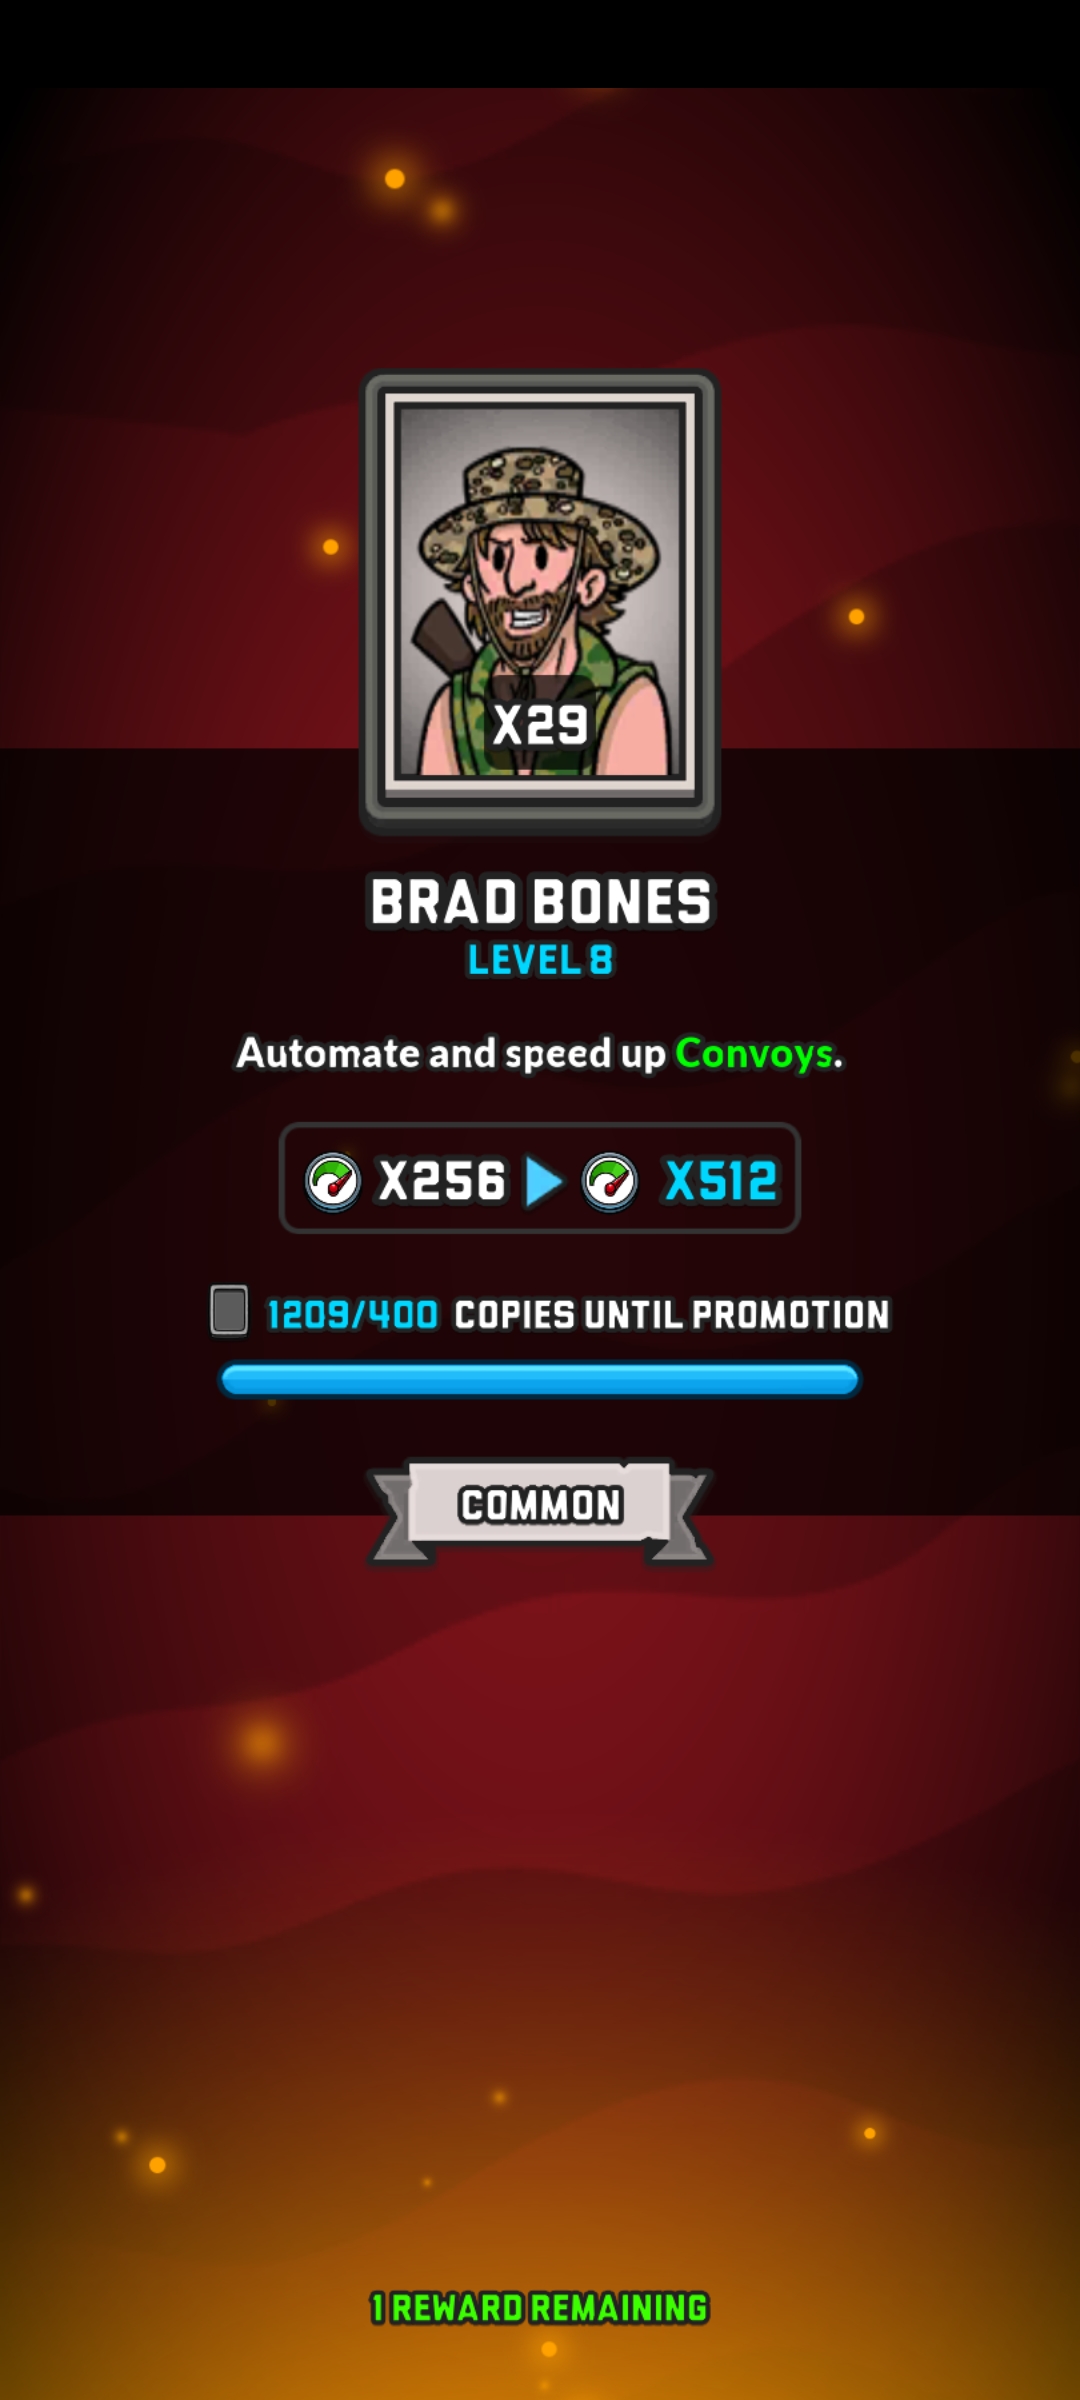 X29
BRAD BONES
LEVEL 8
Automate and speed up Convoys.
X256 X512
1209/400 COPIES UNTIL PROMOTION
COMMON
1 REWARD REMAINING